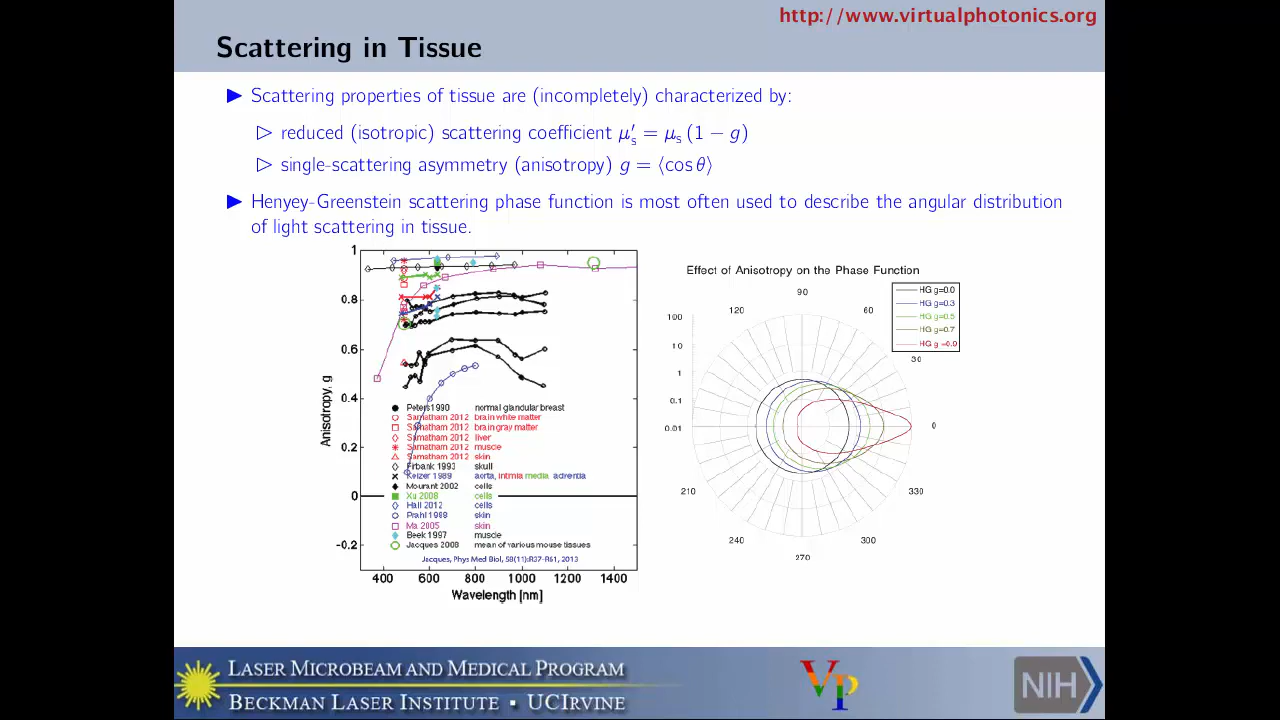 http://www.virtualphotonics.org
Scattering in Tissue
▶ Scattering properties of tissue are (incompletely) characterized by:
▷ reduced (isotropic) scattering coefficient μ′s = μs (1 − g)
▷ single-scattering asymmetry (anisotropy) g = ⟨cos θ⟩
▶ Henyey-Greenstein scattering phase function is most often used to describe the angular distribution
of light scattering in tissue.
1
0.8
0.6
0.4
0.2
0
-0.2
Anisotropy, g
Peters1990 normal glandular breast
Samatham 2012 brain white matter
Samatham 2012 brain gray matter
Samatham 2012 liver
Samatham 2012 muscle
Samatham 2012 skin
Firbank 1993 skull
Keizer 1989 aorta, intimia media adventia
Mourant 2002 cells
Xu 2008 cells
Hall 2012 cells
Prahl 1988 skin
Ma 2005 skin
Beek 1997 muscle
Jacques 2008 mean of various mouse tissues
Jacques, Phys Med Biol, 58(11):R37-R61, 2013
400 600 800 1000 1200 1400
Wavelength [nm]
Effect of Anisotropy on the Phase Function
HG g=0.0
HG g=0.3
HG g=0.5
HG g=0.7
HG g =0.9
90
120
60
30
0
330
300
270
240
210
100
10
1
0.1
0.01
LASER MICROBEAM AND MEDICAL PROGRAM
BECKMAN LASER INSTITUTE ▪ UCIRVINE
VP
NIH